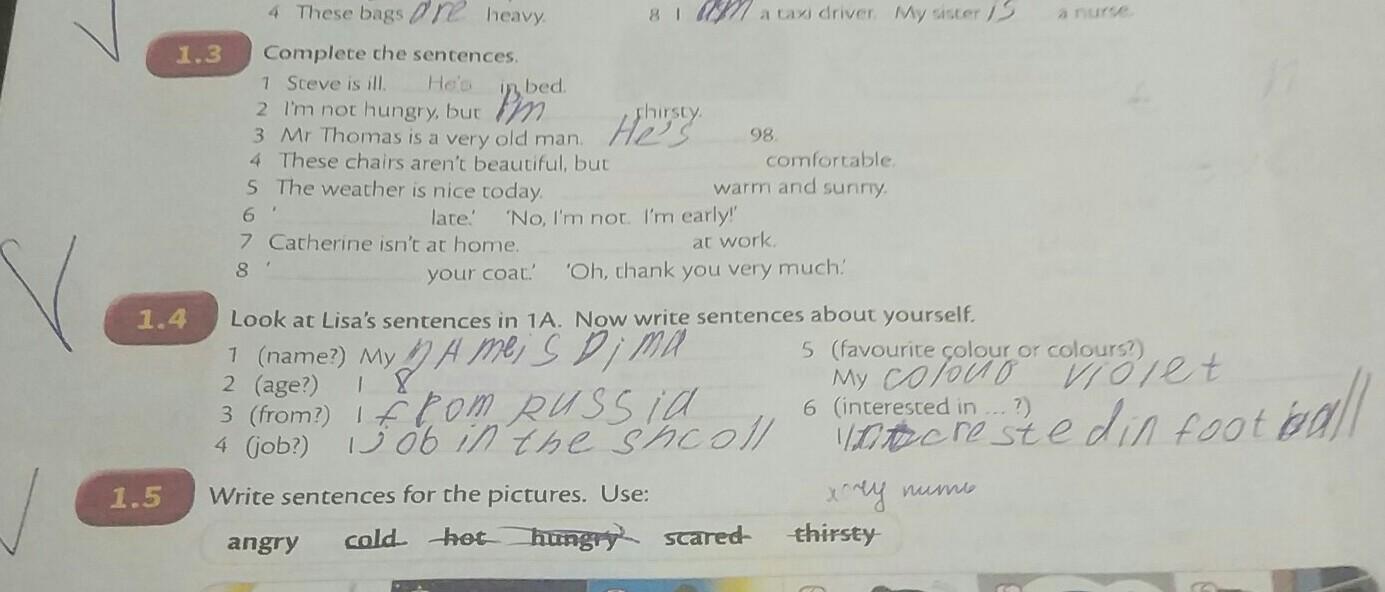 4 These bags are heavy. 8 I am a taxi driver. My sister is a nurse.
1.3 Complete the sentences.
1 Steve is ill. He's in bed.
2 I'm not hungry, but I'm thirsty.
3 Mr Thomas is a very old man. He's 98.
4 These chairs aren't beautiful, but comfortable.
5 The weather is nice today. warm and sunny.
6 ' late.' 'No, I'm not. I'm early!'
7 Catherine isn't at home. at work.
8 ' your coat.' 'Oh, thank you very much.'
1.4 Look at Lisa's sentences in 1A. Now write sentences about yourself.
1 (name?) My nAme is Dima
2 (age?) I 8
3 (from?) I from RUSSia
4 (job?) I job in the shcoll
5 (favourite colour or colours?)
My violet
6 (interested in ... ?)
I in football
1.5 Write sentences for the pictures. Use:
angry cold hot hungry scared thirsty